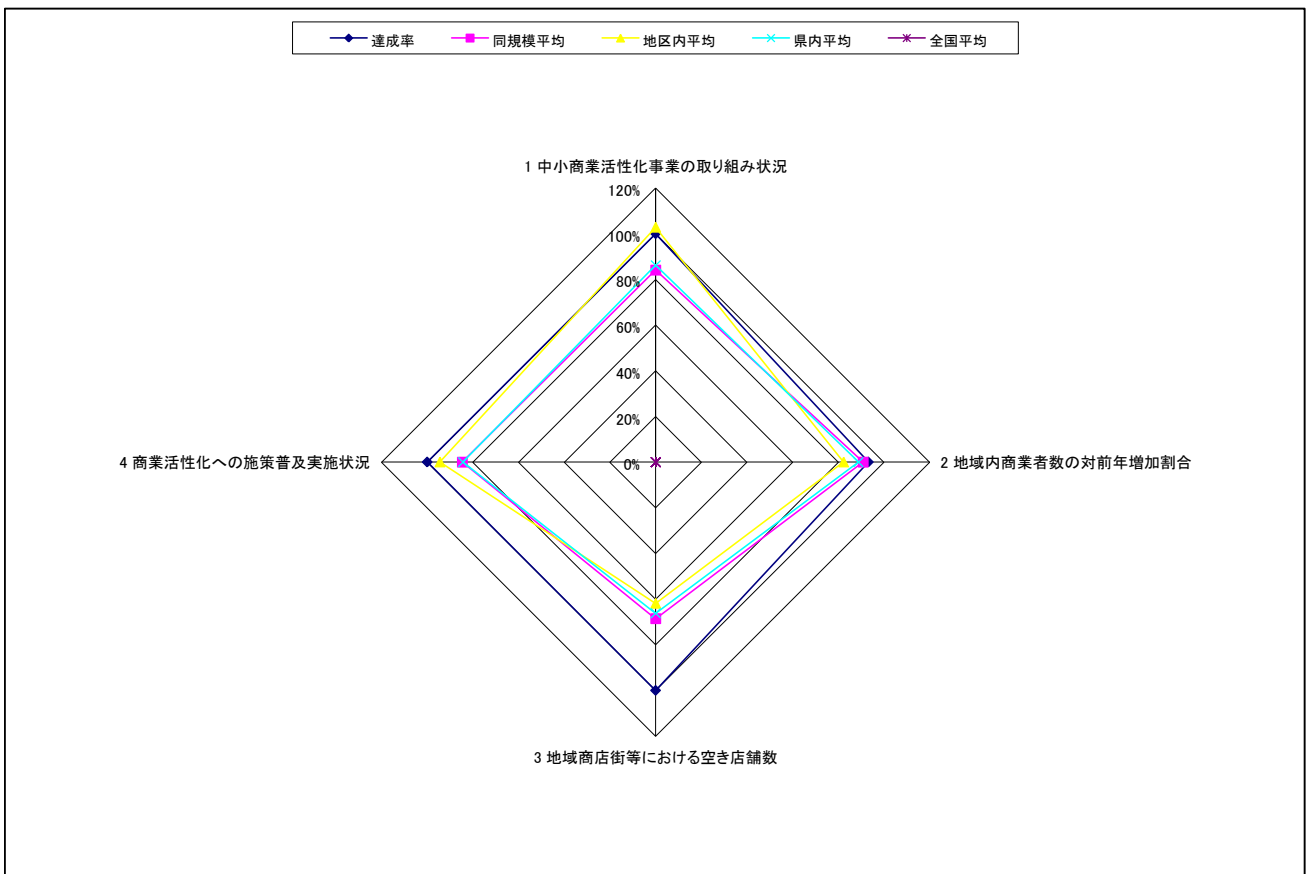 達成率 同規模平均 地区内平均 県内平均 全国平均
1 中小商業活性化事業の取り組み状況
120%
100%
80%
60%
40%
20%
0%
4 商業活性化への施策普及実施状況
2 地域内商業者数の対前年増加割合
3 地域商店街等における空き店舗数